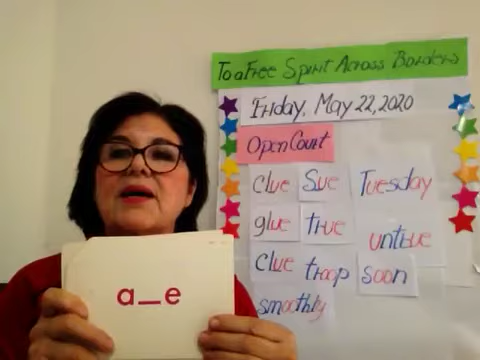 To a Free Spirit Across Borders
Friday, May 22, 2020
Open Court
clue Sue Tuesday
glue true untrue
clue troop soon
smoothly
a_e